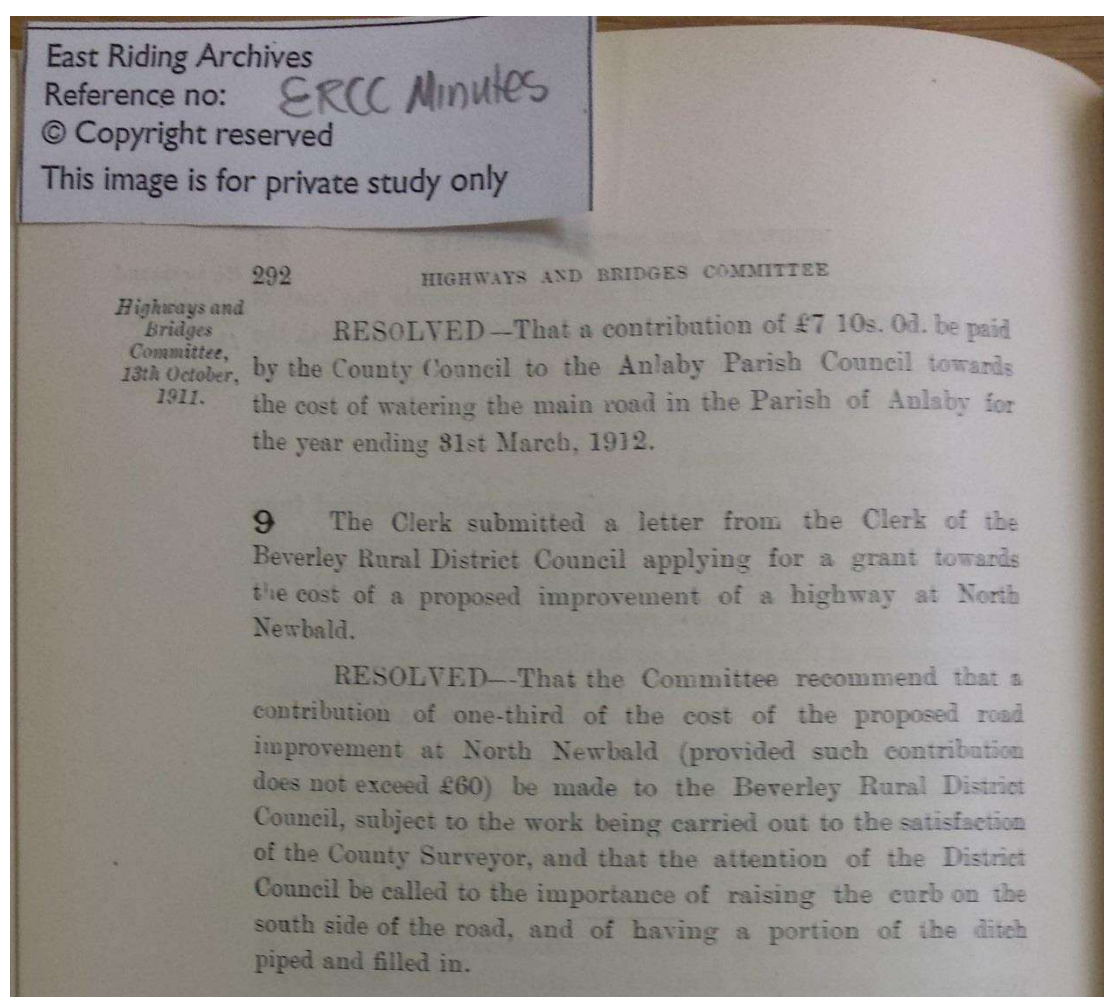 East Riding Archives
Reference no: ERCC Minutes
© Copyright reserved
This image is for private study only
292 HIGHWAYS AND BRIDGES COMMITTEE
Highways and
Bridges
Committee,
13th October,
1911.
RESOLVED—That a contribution of £7 10s. 0d. be paid
by the County Council to the Anlaby Parish Council towards
the cost of watering the main road in the Parish of Anlaby for
the year ending 31st March, 1912.
9 The Clerk submitted a letter from the Clerk of the
Beverley Rural District Council applying for a grant towards
the cost of a proposed improvement of a highway at North
Newbald.
RESOLVED—That the Committee recommend that a
contribution of one-third of the cost of the proposed road
improvement at North Newbald (provided such contribution
does not exceed £60) be made to the Beverley Rural District
Council, subject to the work being carried out to the satisfaction
of the County Surveyor, and that the attention of the District
Council be called to the importance of raising the curb on the
south side of the road, and of having a portion of the ditch
piped and filled in.